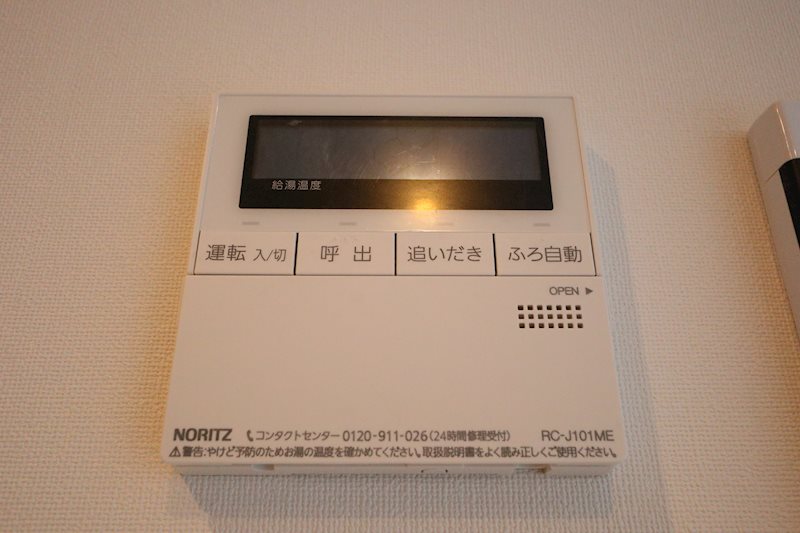 給湯温度
運転 入/切 呼出 追いだき ふろ自動
OPEN ▶
NORITZ コンタクトセンター 0120-911-026(24時間修理受付) RC-J101ME
⚠警告:やけど予防のためお湯の温度を確かめてください。取扱説明書をよく読み正しくご使用ください。